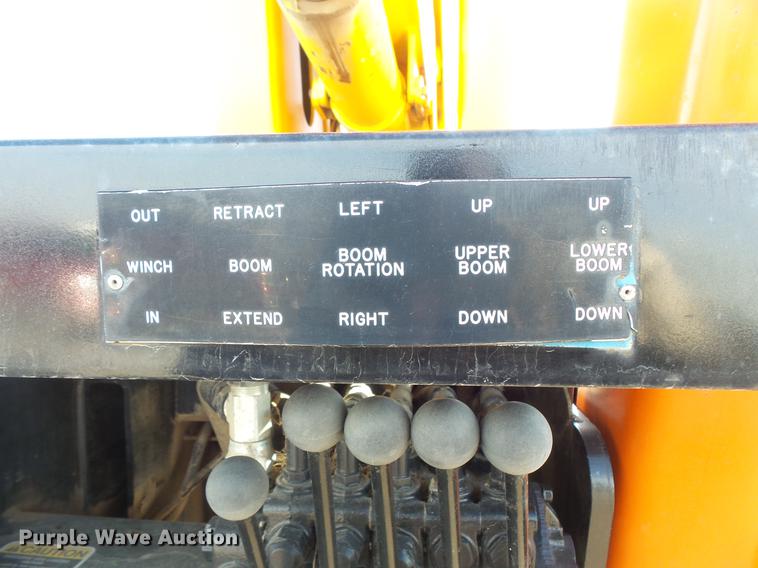 OUT RETRACT LEFT UP UP
WINCH BOOM BOOM ROTATION UPPER BOOM LOWER BOOM
IN EXTEND RIGHT DOWN DOWN
CAUTION
Purple Wave Auction